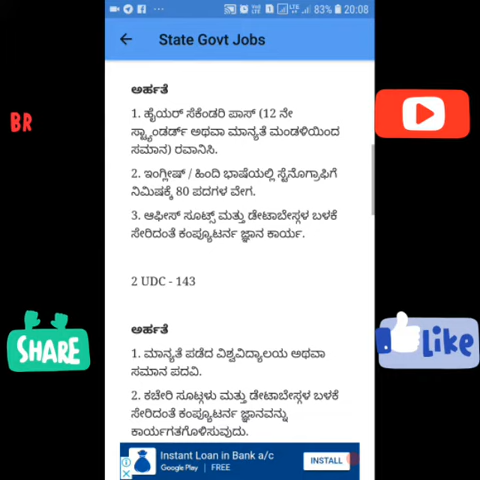 83% 20:08
State Govt Jobs
ಅರ್ಹತೆ
1. ಹೈಯರ್ ಸೆಕೆಂಡರಿ ಪಾಸ್ (12 ನೇ
ಸ್ಟ್ಯಾಂಡರ್ಡ್ ಅಥವಾ ಮಾನ್ಯತೆ ಮಂಡಳಿಯಿಂದ
ಸಮಾನ) ರವಾನಿಸಿ.
BR
2. ಇಂಗ್ಲೀಷ್ / ಹಿಂದಿ ಭಾಷೆಯಲ್ಲಿ ಸ್ಟೆನೊಗ್ರಾಫಿಗೆ
ನಿಮಿಷಕ್ಕೆ 80 ಪದಗಳ ವೇಗ.
3. ಆಫೀಸ್ ಸೂಟ್ಸ್ ಮತ್ತು ಡೇಟಾಬೇಸ್ಗಳ ಬಳಕೆ
ಸೇರಿದಂತೆ ಕಂಪ್ಯೂಟರ್ನ ಜ್ಞಾನ ಕಾರ್ಯ.
2 UDC - 143
ಅರ್ಹತೆ
SHARE
Like
1. ಮಾನ್ಯತೆ ಪಡೆದ ವಿಶ್ವವಿದ್ಯಾಲಯ ಅಥವಾ
ಸಮಾನ ಪದವಿ.
2. ಕಚೇರಿ ಸೂಟ್ಗಳು ಮತ್ತು ಡೇಟಾಬೇಸ್ಗಳ ಬಳಕೆ
ಸೇರಿದಂತೆ ಕಂಪ್ಯೂಟರ್ನ ಜ್ಞಾನವನ್ನು
ಕಾರ್ಯಗತಗೊಳಿಸುವುದು.
Instant Loan in Bank a/c
Google Play | FREE
INSTALL